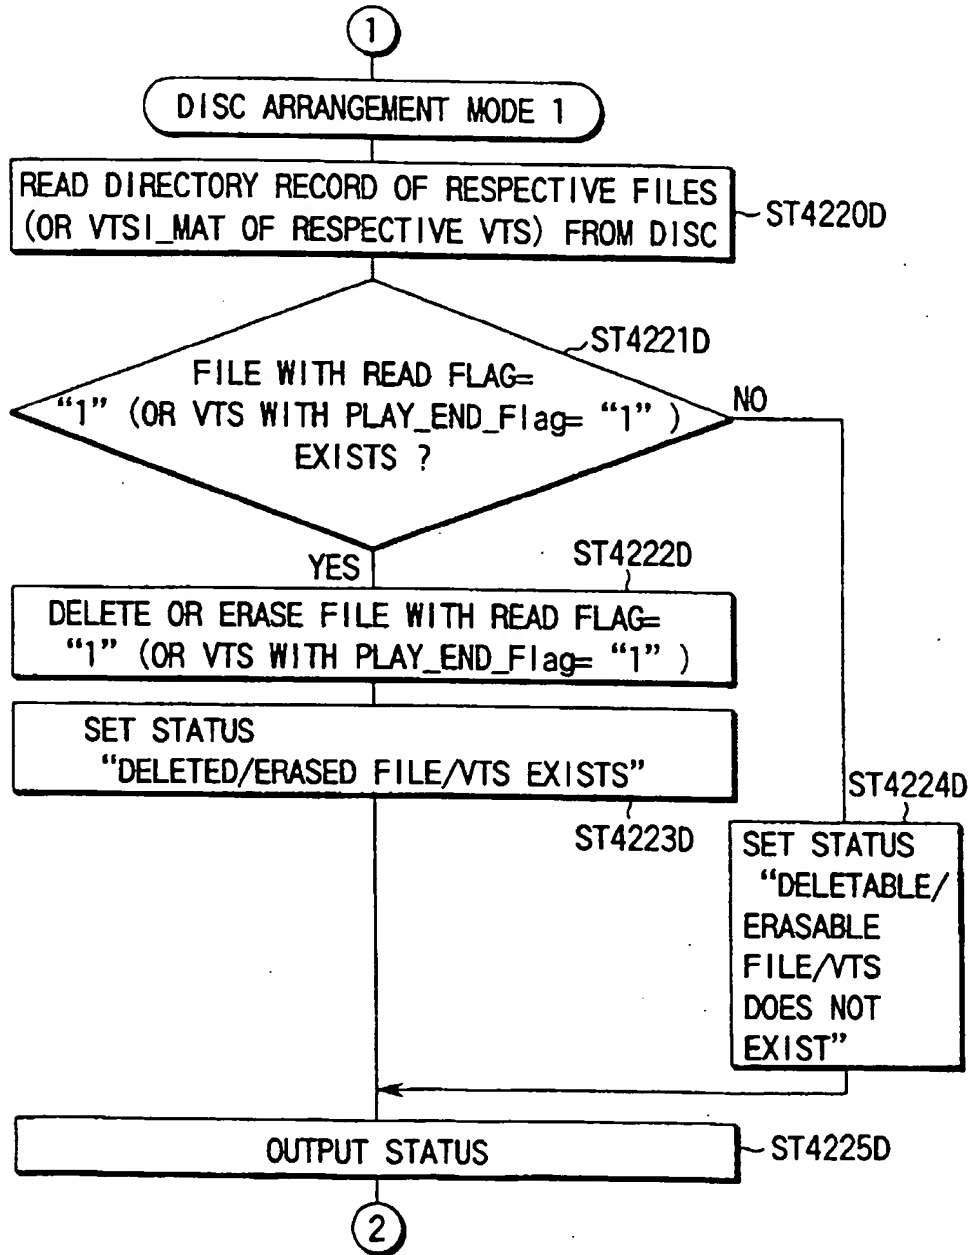 1
DISC ARRANGEMENT MODE 1
READ DIRECTORY RECORD OF RESPECTIVE FILES
(OR VTSI_MAT OF RESPECTIVE VTS) FROM DISC
ST4220D
ST4221D
FILE WITH READ FLAG=
“1” (OR VTS WITH PLAY_END_Flag= “1” )
EXISTS ?
NO
YES
ST4222D
DELETE OR ERASE FILE WITH READ FLAG=
“1” (OR VTS WITH PLAY_END_Flag= “1” )
SET STATUS
“DELETED/ERASED FILE/VTS EXISTS”
ST4223D
ST4224D
SET STATUS
“DELETABLE/
ERASABLE
FILE/VTS
DOES NOT
EXIST”
OUTPUT STATUS
ST4225D
2